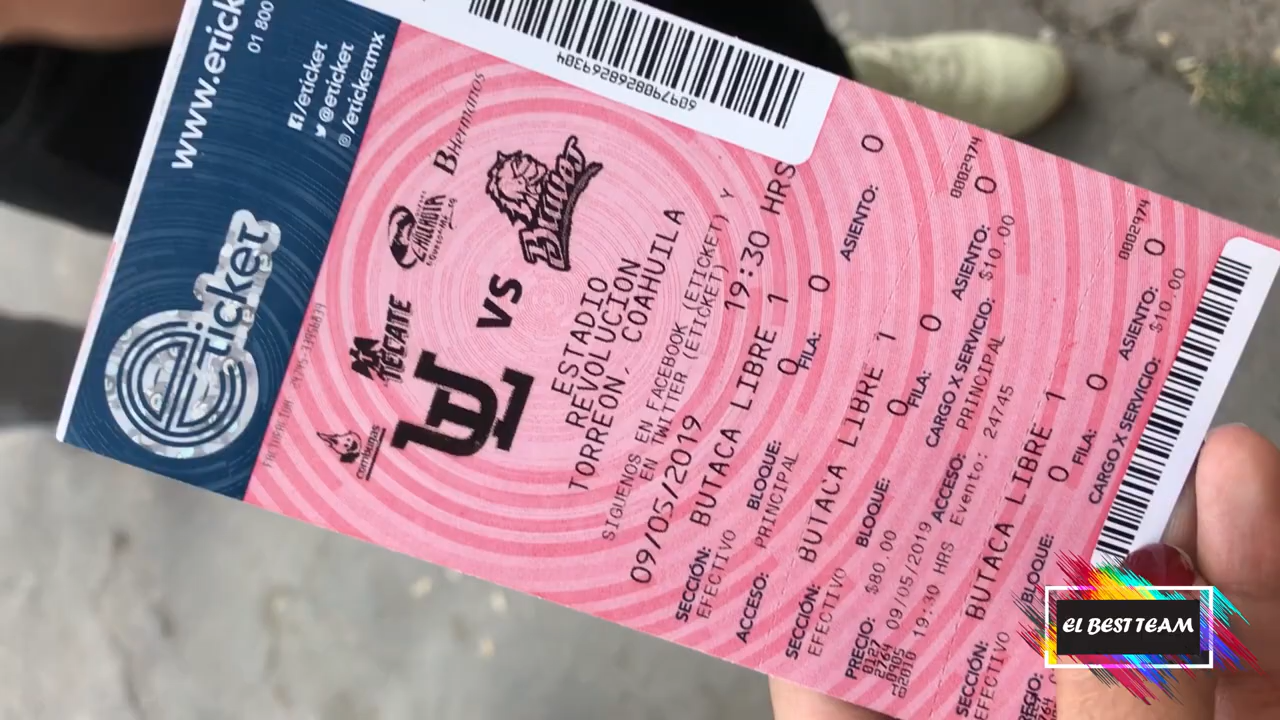 www.eticket
01 800
/eticket
@eticket
/eticketmx
eticket
6097908826869304
BHermanos
CHILCHOTA
TECATE
UL
VS
Bravos
ESTADIO
REVOLUCION
TORREON, COAHUILA
SIGUENOS EN FACEBOOK (ETICKET) Y
EN TWITTER (ETICKET)
09/05/2019 19:30 HRS
BUTACA LIBRE 1
SECCIÓN: BLOQUE: 0 FILA: 0 ASIENTO: 0
EFECTIVO PRINCIPAL
ACCESO:
0002974
BUTACA LIBRE 1
SECCIÓN: BLOQUE: 0 FILA: 0 ASIENTO: 0
EFECTIVO
PRECIO: $80.00 ACCESO: PRINCIPAL CARGO X SERVICIO: $10.00
09/05/2019
19:30 HRS Evento: 24745
0002974
BUTACA LIBRE 1
SECCIÓN: BLOQUE: 0 FILA: 0 ASIENTO: 0
EFECTIVO
CARGO X SERVICIO: $10.00
EL BEST TEAM